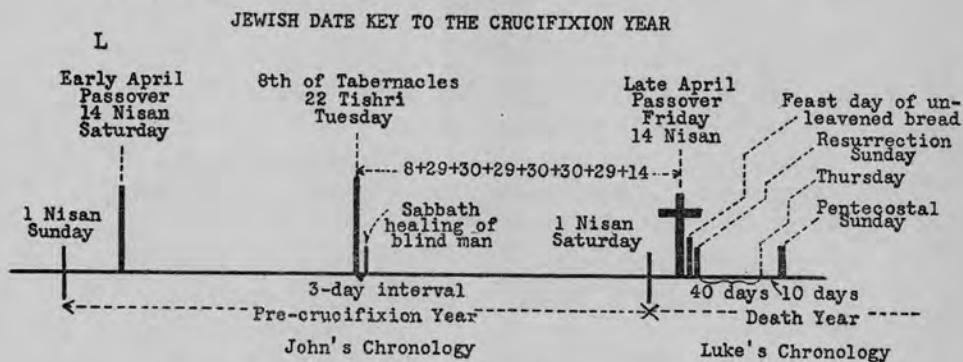 JEWISH DATE KEY TO THE CRUCIFIXION YEAR
L
Early April
Passover
14 Nisan
Saturday
8th of Tabernacles
22 Tishri
Tuesday
Late April
Passover
Friday
14 Nisan
Feast day of un-
leavened bread
Resurrection
Sunday
Thursday
Pentecostal
Sunday
8+29+30+29+30+30+29+14
1 Nisan
Sunday
Sabbath
healing of
blind man
1 Nisan
Saturday
3-day interval
40 days
10 days
Pre-crucifixion Year
Death Year
John's Chronology
Luke's Chronology